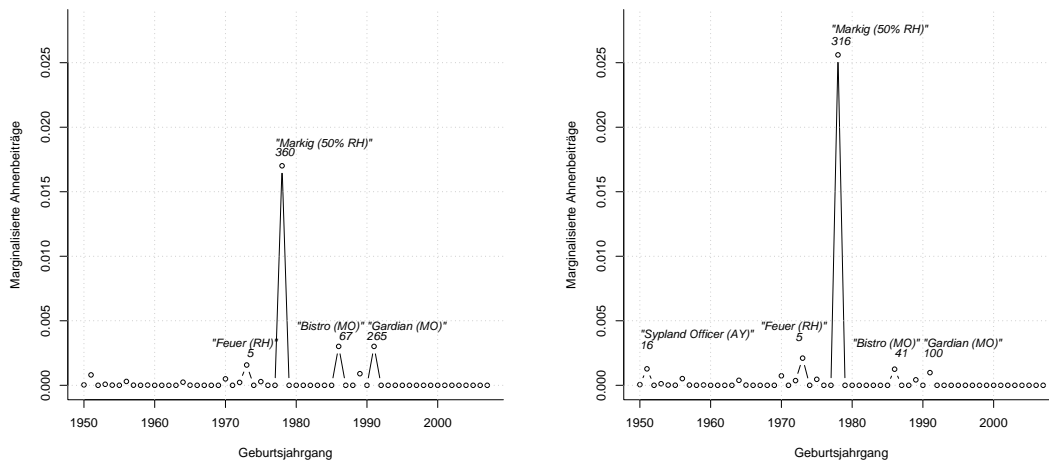 "Markig (50% RH)"
360
"Feuer (RH)"
5
"Bistro (MO)"
67
"Gardian (MO)"
265
0.025
0.020
0.015
0.010
0.005
0.000
Marginalisierte Ahnenbeiträge
1950 1960 1970 1980 1990 2000
Geburtsjahrgang
"Markig (50% RH)"
316
"Sypland Officer (AY)"
16
"Feuer (RH)"
5
"Bistro (MO)"
41
"Gardian (MO)"
100
0.025
0.020
0.015
0.010
0.005
0.000
Marginalisierte Ahnenbeiträge
1950 1960 1970 1980 1990 2000
Geburtsjahrgang